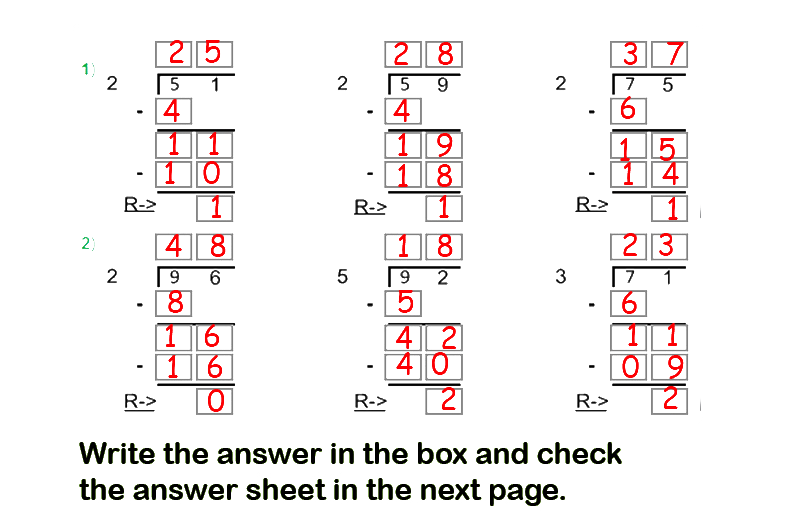 2 5 2 8 3 7
1) 2 5 1 2 5 9 2 7 5
- 4 - 4 - 6
1 1 1 9 1 5
- 1 0 - 1 8 - 1 4
R-> 1 R-> 1 R-> 1
2) 4 8 1 8 2 3
2 9 6 5 9 2 3 7 1
- 8 - 5 - 6
1 6 4 2 1 1
- 1 6 - 4 0 - 0 9
R-> 0 R-> 2 R-> 2
Write the answer in the box and check
the answer sheet in the next page.